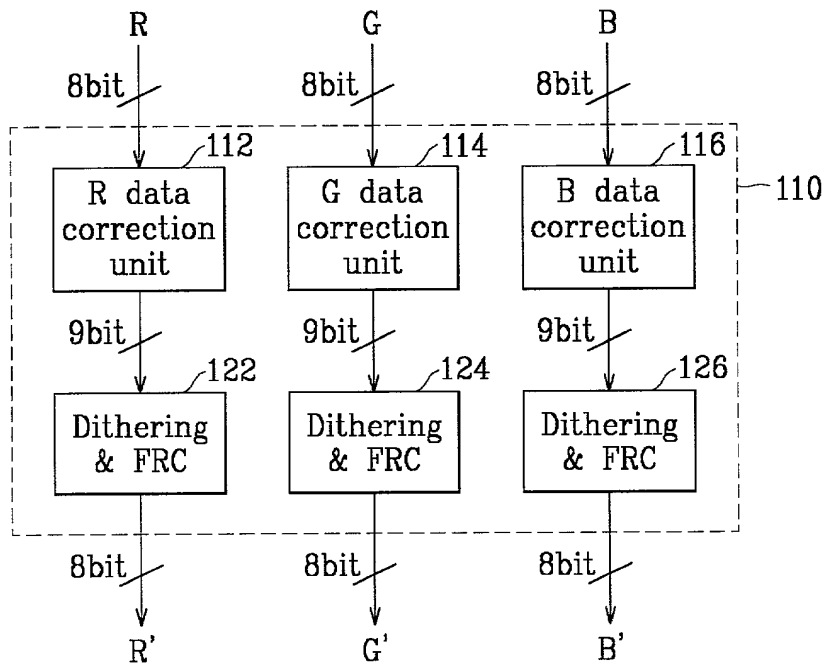 R G B
8bit 8bit 8bit
112 114 116
110
R data correction unit
G data correction unit
B data correction unit
9bit 9bit 9bit
122 124 126
Dithering & FRC
Dithering & FRC
Dithering & FRC
8bit 8bit 8bit
R' G' B'